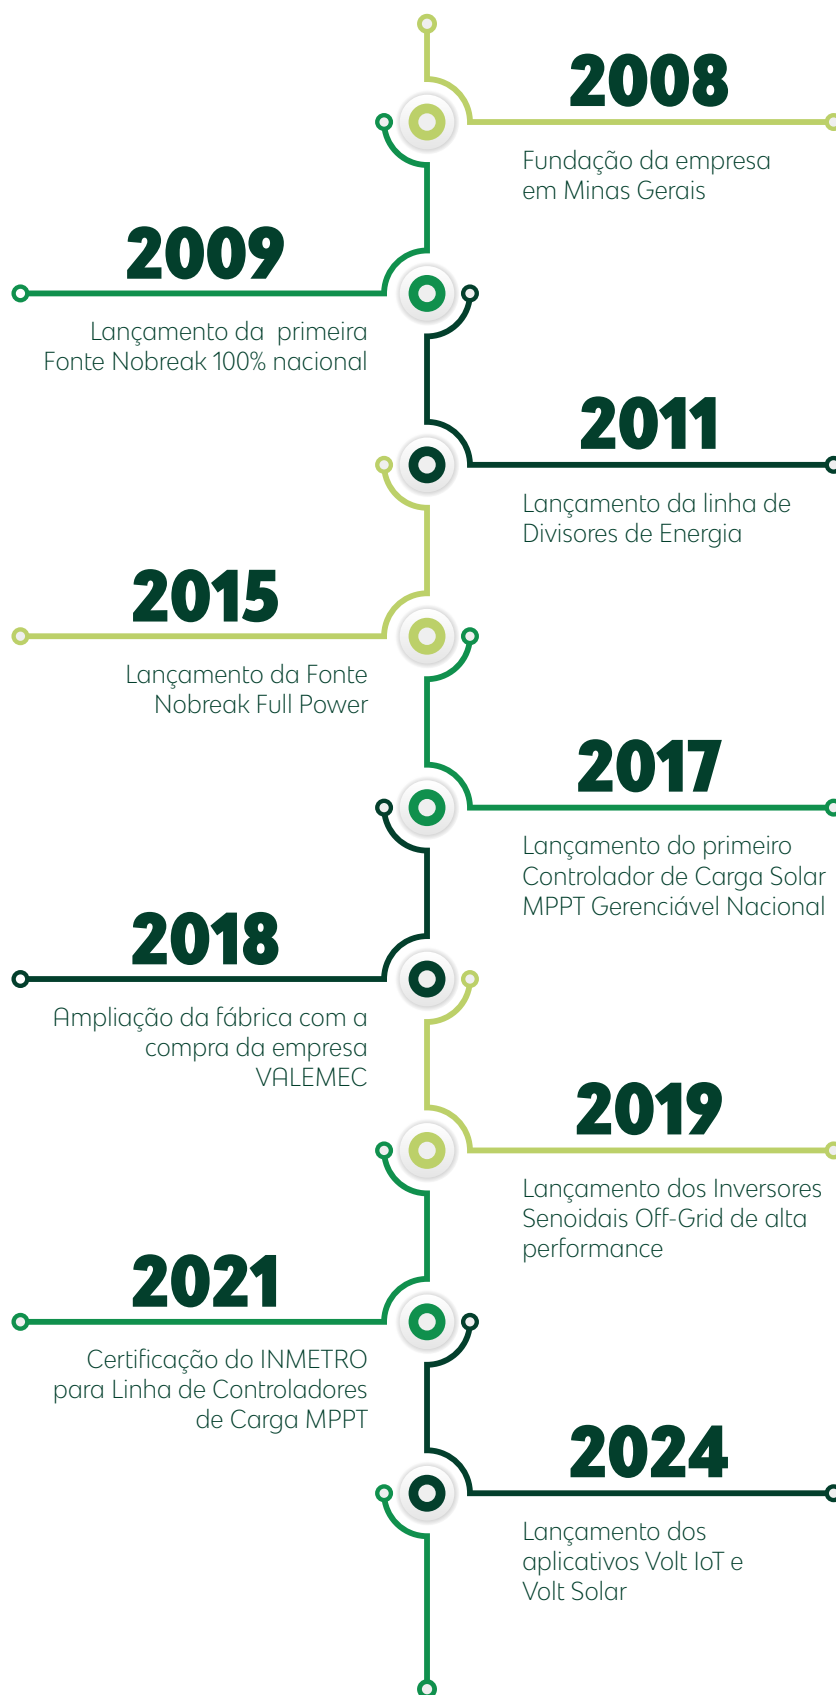 2008
Fundação da empresa
em Minas Gerais
2009
Lançamento da primeira
Fonte Nobreak 100% nacional
2011
Lançamento da linha de
Divisores de Energia
2015
Lançamento da Fonte
Nobreak Full Power
2017
Lançamento do primeiro
Controlador de Carga Solar
MPPT Gerenciável Nacional
2018
Ampliação da fábrica com a
compra da empresa
VALEMEC
2019
Lançamento dos Inversores
Senoidais Off-Grid de alta
performance
2021
Certificação do INMETRO
para Linha de Controladores
de Carga MPPT
2024
Lançamento dos
aplicativos Volt IoT e
Volt Solar